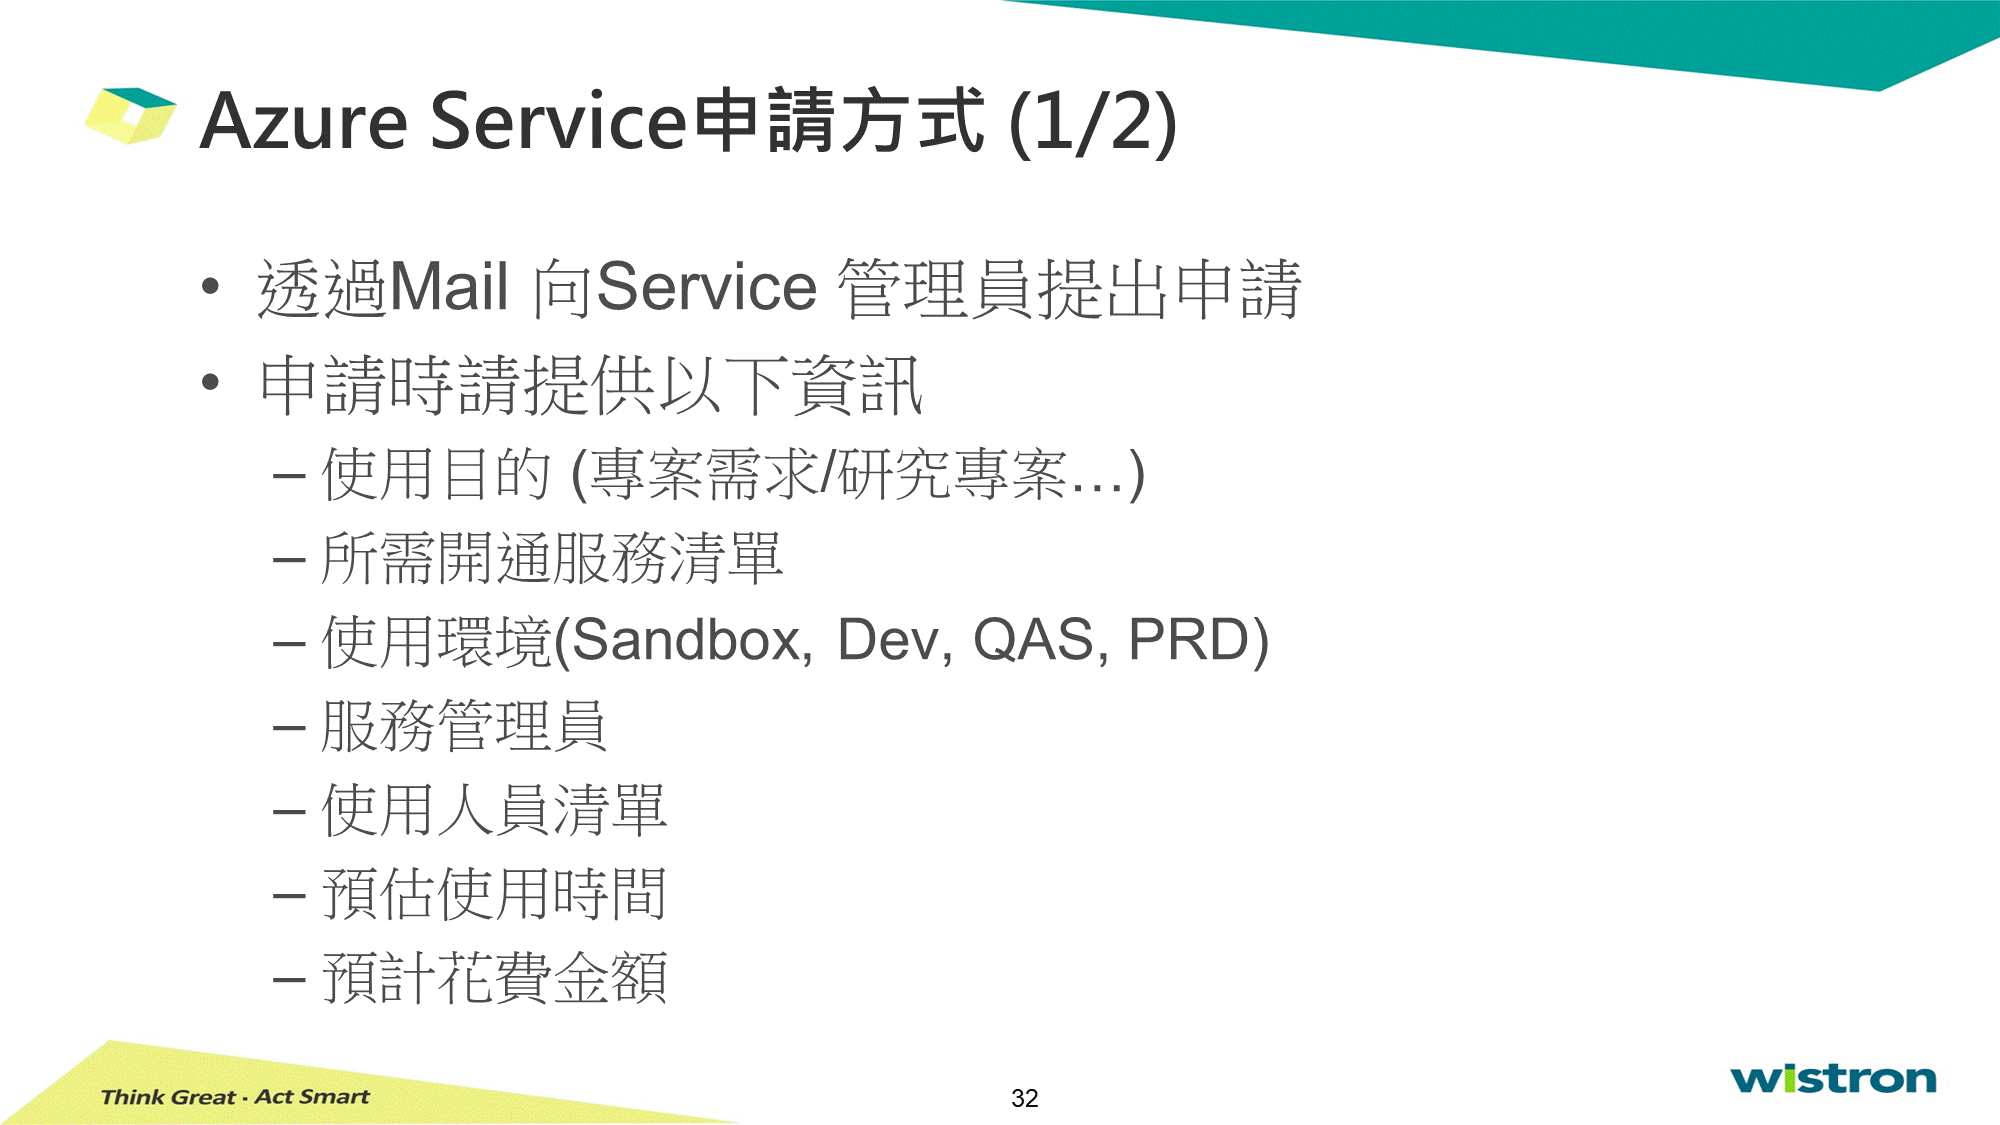 Azure Service申請方式 (1/2)
• 透過Mail 向Service 管理員提出申請
• 申請時請提供以下資訊
– 使用目的 (專案需求/研究專案…)
– 所需開通服務清單
– 使用環境(Sandbox, Dev, QAS, PRD)
– 服務管理員
– 使用人員清單
– 預估使用時間
– 預計花費金額
Think Great · Act Smart
32
wistron